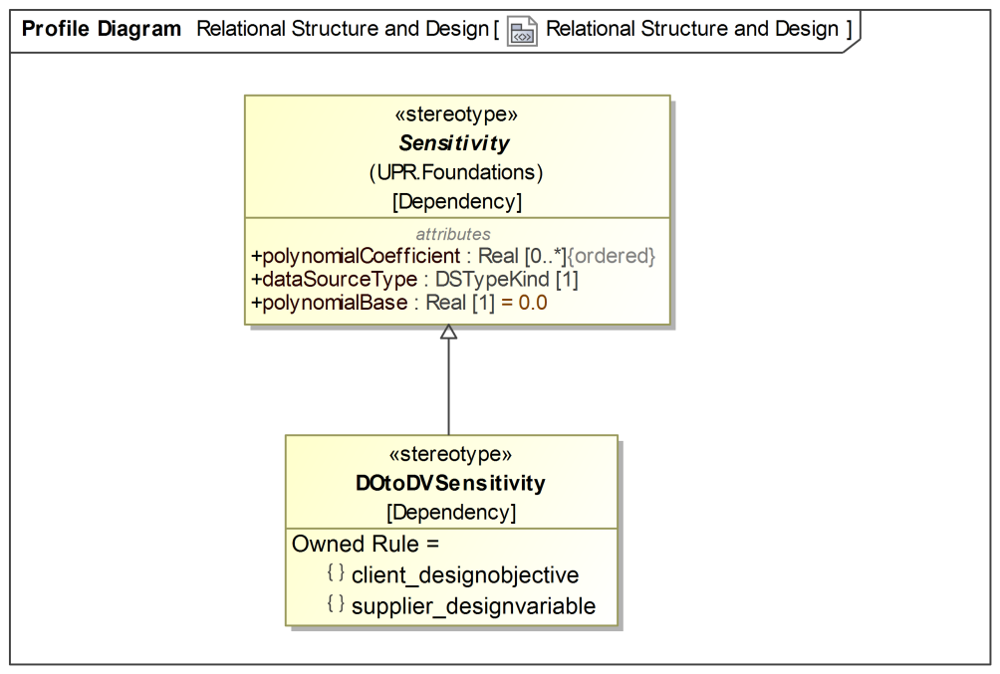 Profile Diagram Relational Structure and Design [ Relational Structure and Design ]
«stereotype»
Sensitivity
(UPR.Foundations)
[Dependency]
attributes
+polynomialCoefficient : Real [0..*]{ordered}
+dataSourceType : DSTypeKind [1]
+polynomialBase : Real [1] = 0.0
«stereotype»
DOtoDVSensitivity
[Dependency]
Owned Rule =
{ } client_designobjective
{ } supplier_designvariable